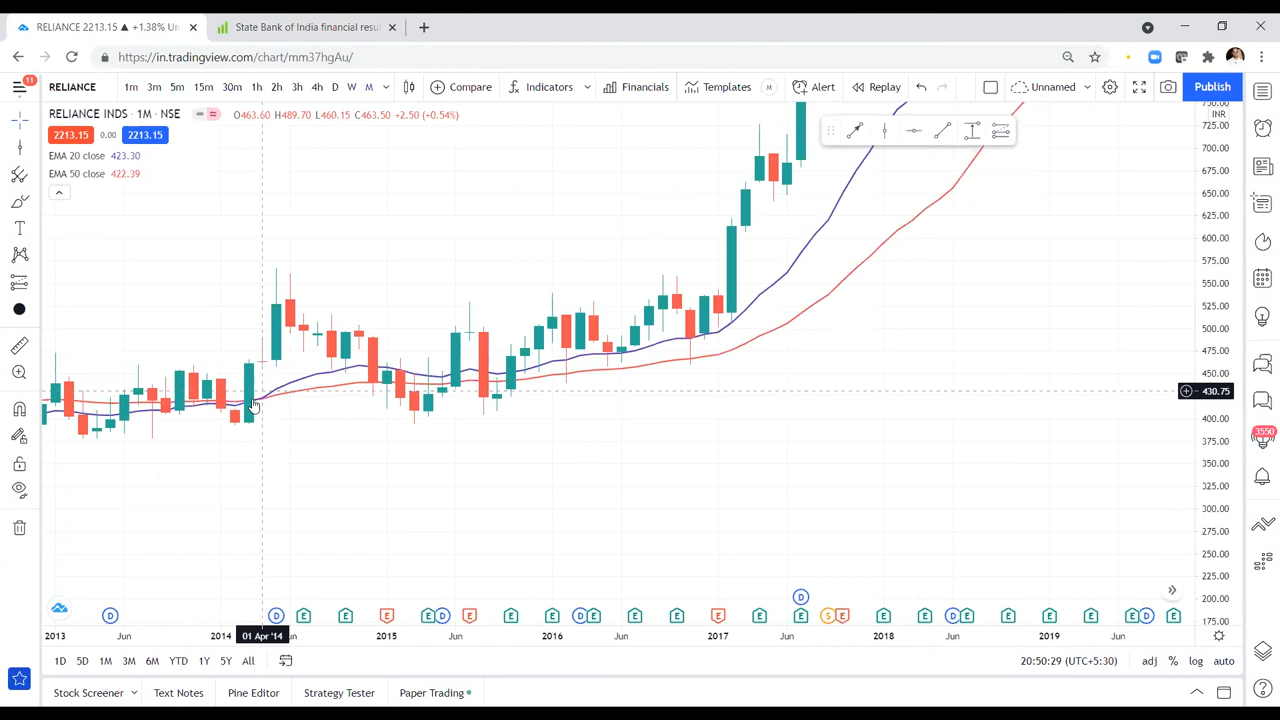 RELIANCE 2213.15 ▲ +1.38% Un
State Bank of India financial resul
https://in.tradingview.com/chart/mm37hgAu/
11
RELIANCE 1m 3m 5m 15m 30m 1h 2h 3h 4h D W M Compare Indicators Financials Templates M Alert Replay Unnamed Publish
RELIANCE INDS · 1M · NSE O463.60 H489.70 L460.15 C463.50 +2.50 (+0.54%)
2213.15 0.00 2213.15
EMA 20 close 423.30
EMA 50 close 422.39
750.00
INR
725.00
700.00
675.00
650.00
625.00
600.00
575.00
550.00
525.00
500.00
475.00
450.00
430.75
400.00
375.00
350.00
325.00
300.00
275.00
250.00
225.00
200.00
175.00
3550
D
D E E E E D E E D E E E E E E S E E E D E E E E D E
2013 Jun 2014 01 Apr '14 un 2015 Jun 2016 Jun 2017 Jun 2018 Jun 2019 Jun
1D 5D 1M 3M 6M YTD 1Y 5Y All 20:50:29 (UTC+5:30) adj % log auto
Stock Screener Text Notes Pine Editor Strategy Tester Paper Trading